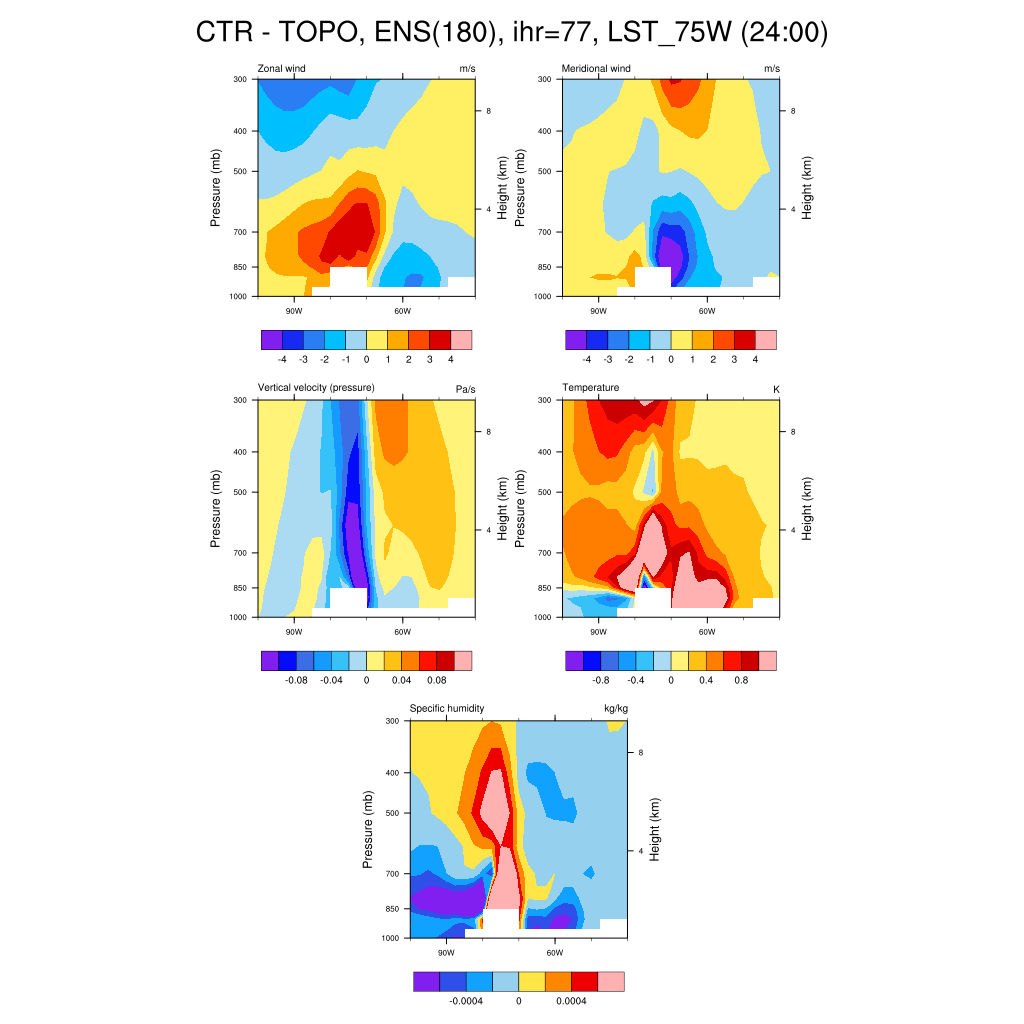 CTR - TOPO, ENS(180), ihr=77, LST_75W (24:00)
Zonal wind m/s
Meridional wind m/s
300
400
500
700
850
1000
Pressure (mb)
8
4
Height (km)
90W 60W
300
400
500
700
850
1000
Pressure (mb)
8
4
Height (km)
90W 60W
-4 -3 -2 -1 0 1 2 3 4
-4 -3 -2 -1 0 1 2 3 4
Vertical velocity (pressure) Pa/s
Temperature K
300
400
500
700
850
1000
Pressure (mb)
8
4
Height (km)
90W 60W
300
400
500
700
850
1000
Pressure (mb)
8
4
Height (km)
90W 60W
-0.08 -0.04 0 0.04 0.08
-0.8 -0.4 0 0.4 0.8
Specific humidity kg/kg
300
400
500
700
850
1000
Pressure (mb)
8
4
Height (km)
90W 60W
-0.0004 0 0.0004